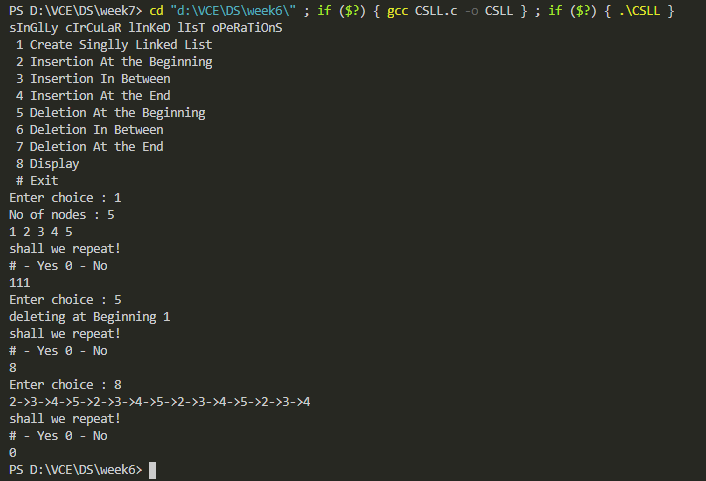 PS D:\VCE\DS\week7> cd "d:\VCE\DS\week6\" ; if ($?) { gcc CSLL.c -o CSLL } ; if ($?) { .\CSLL }
sInGlLy cIrCuLaR lInKeD lIsT oPeRaTiOnS
1 Create Singlly Linked List
2 Insertion At the Beginning
3 Insertion In Between
4 Insertion At the End
5 Deletion At the Beginning
6 Deletion In Between
7 Deletion At the End
8 Display
# Exit
Enter choice : 1
No of nodes : 5
1 2 3 4 5
shall we repeat!
# - Yes 0 - No
111
Enter choice : 5
deleting at Beginning 1
shall we repeat!
# - Yes 0 - No
8
Enter choice : 8
2->3->4->5->2->3->4->5->2->3->4->5->2->3->4
shall we repeat!
# - Yes 0 - No
0
PS D:\VCE\DS\week6>